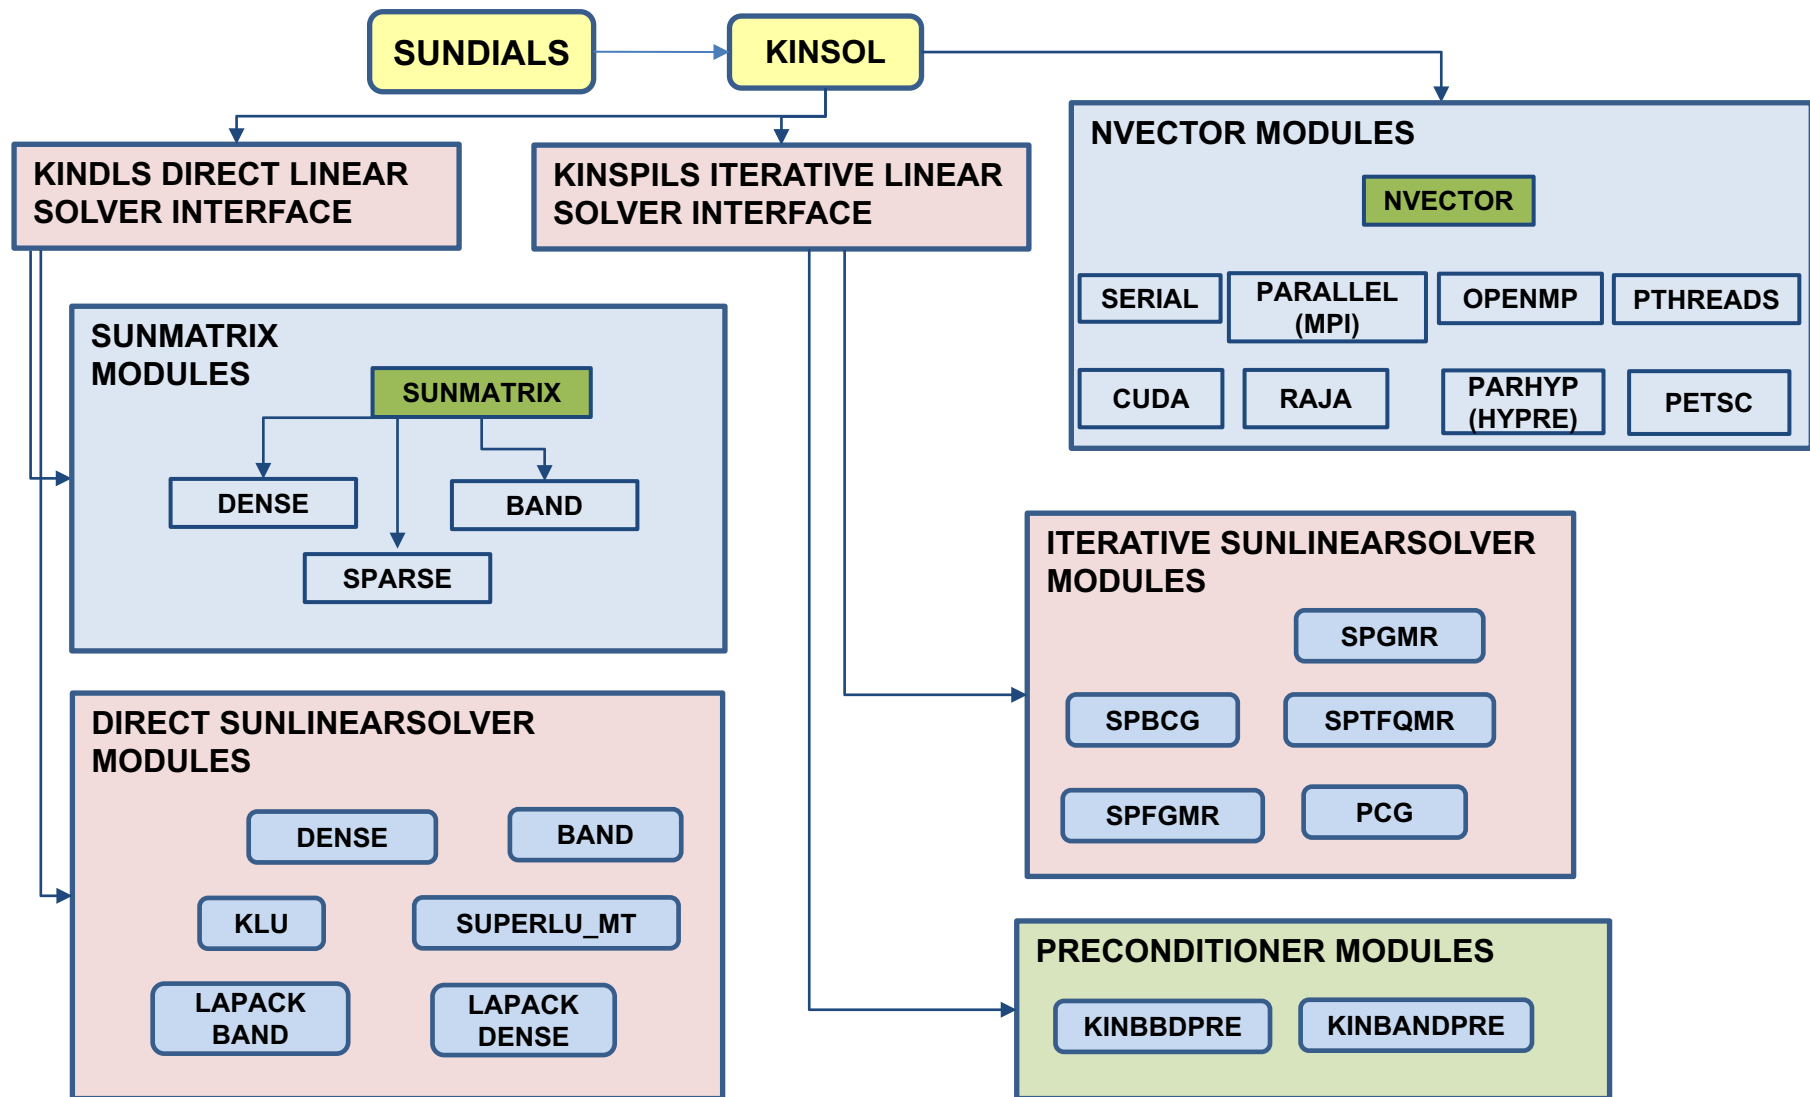 SUNDIALS
KINSOL
KINDLS DIRECT LINEAR
SOLVER INTERFACE
KINSPILS ITERATIVE LINEAR
SOLVER INTERFACE
NVECTOR MODULES
NVECTOR
SERIAL
PARALLEL
(MPI)
OPENMP
PTHREADS
CUDA
RAJA
PARHYP
(HYPRE)
PETSC
SUNMATRIX
MODULES
SUNMATRIX
DENSE
BAND
SPARSE
DIRECT SUNLINEARSOLVER
MODULES
DENSE
BAND
KLU
SUPERLU_MT
LAPACK
BAND
LAPACK
DENSE
ITERATIVE SUNLINEARSOLVER
MODULES
SPGMR
SPBCG
SPTFQMR
SPFGMR
PCG
PRECONDITIONER MODULES
KINBBDPRE
KINBANDPRE